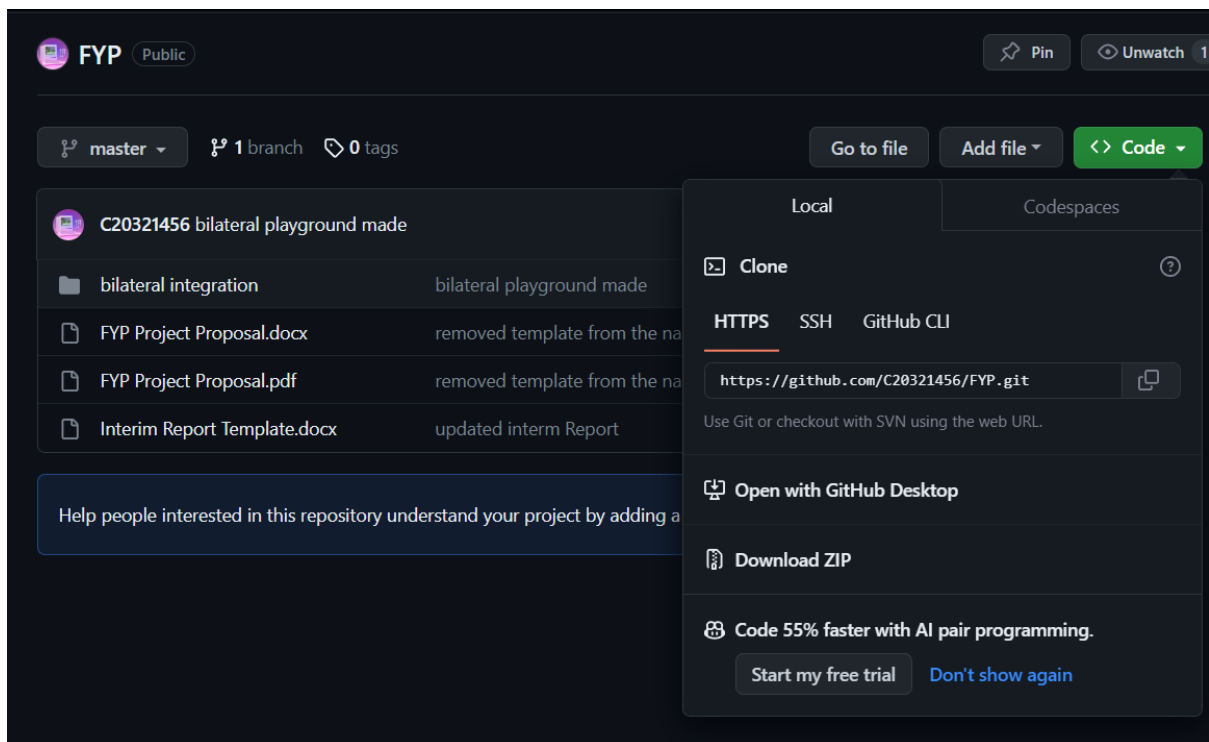 FYP Public Pin Unwatch 1
master 1 branch 0 tags Go to file Add file Code
C20321456 bilateral playground made
bilateral integration bilateral playground made
FYP Project Proposal.docx removed template from the na
FYP Project Proposal.pdf removed template from the na
Interim Report Template.docx updated interm Report
Help people interested in this repository understand your project by adding a
Local Codespaces
Clone
HTTPS SSH GitHub CLI
https://github.com/C20321456/FYP.git
Use Git or checkout with SVN using the web URL.
Open with GitHub Desktop
Download ZIP
Code 55% faster with AI pair programming.
Start my free trial Don't show again